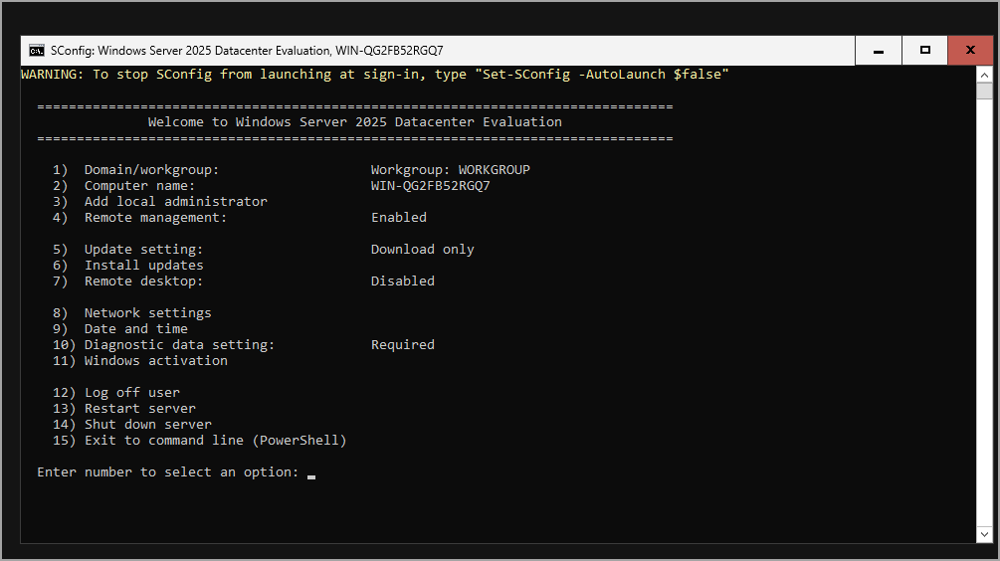 SConfig: Windows Server 2025 Datacenter Evaluation, WIN-QG2FB52RGQ7
WARNING: To stop SConfig from launching at sign-in, type "Set-SConfig -AutoLaunch $false"
================================================================================
Welcome to Windows Server 2025 Datacenter Evaluation
================================================================================
1) Domain/workgroup: Workgroup: WORKGROUP
2) Computer name: WIN-QG2FB52RGQ7
3) Add local administrator
4) Remote management: Enabled
5) Update setting: Download only
6) Install updates
7) Remote desktop: Disabled
8) Network settings
9) Date and time
10) Diagnostic data setting: Required
11) Windows activation
12) Log off user
13) Restart server
14) Shut down server
15) Exit to command line (PowerShell)
Enter number to select an option: